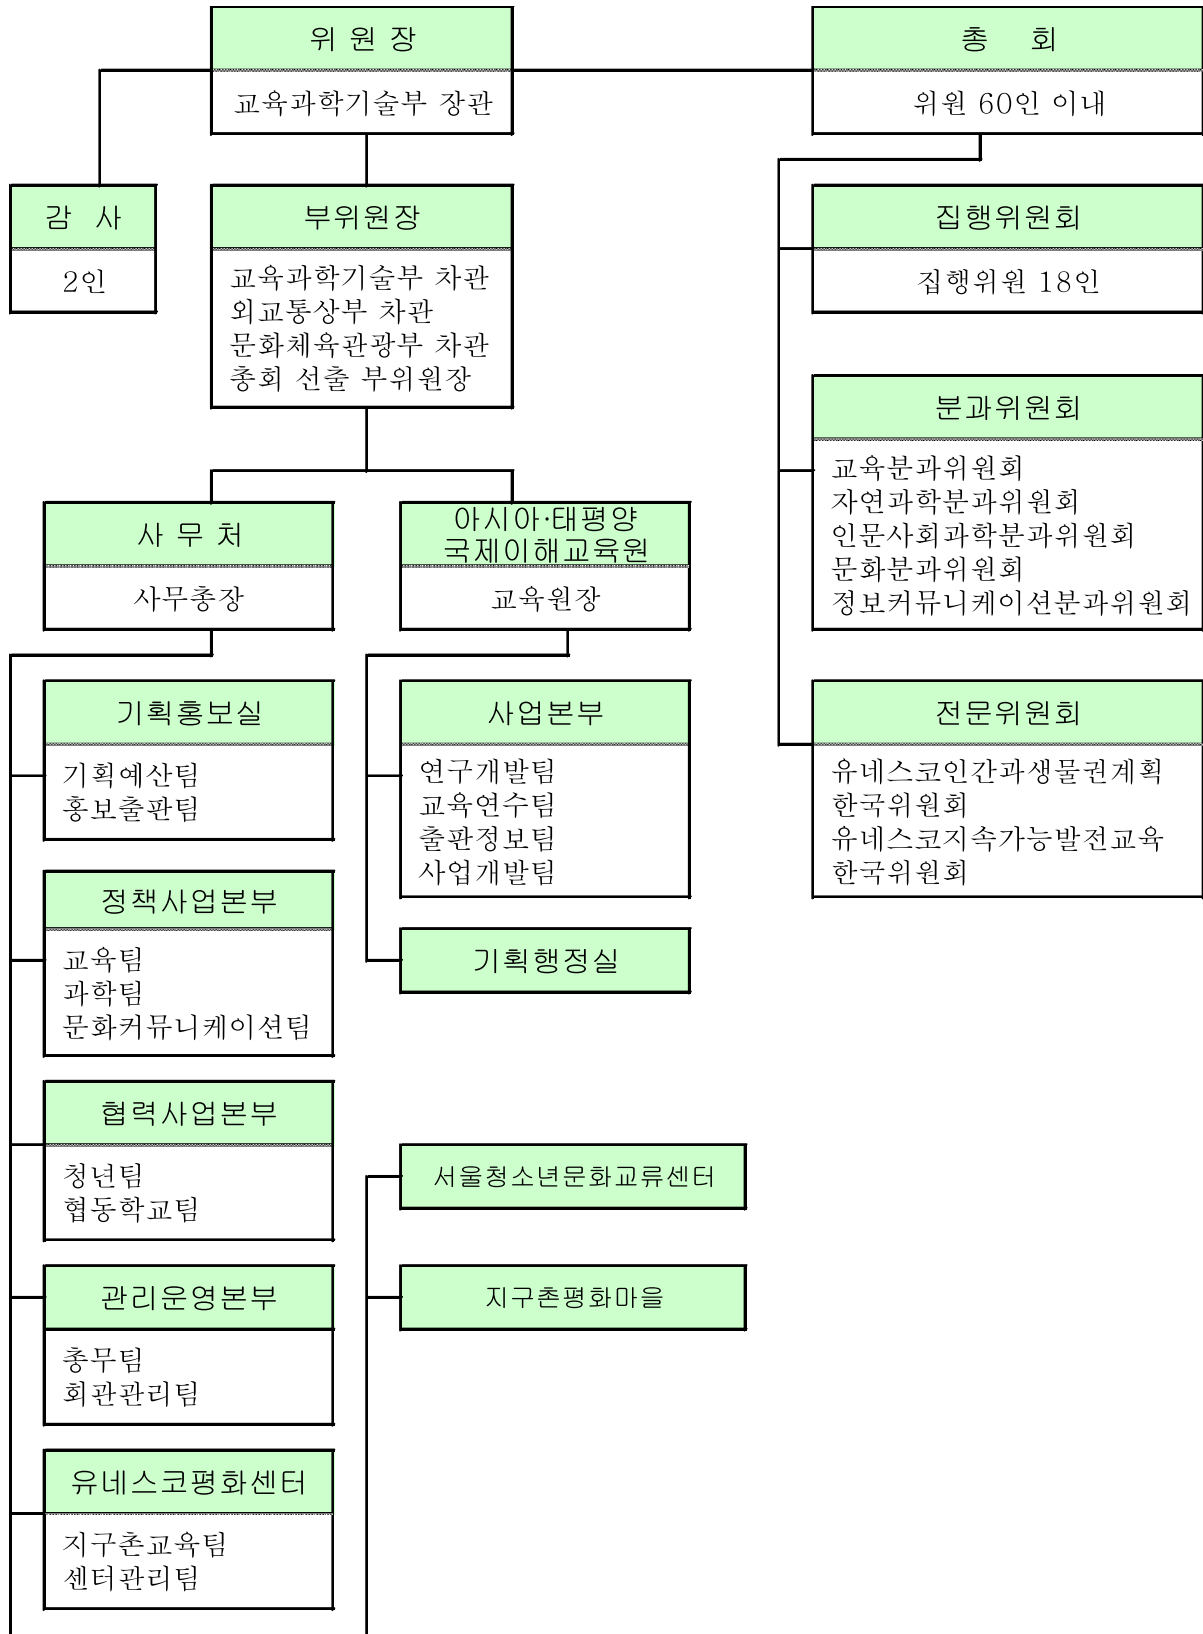 위 원 장
교육과학기술부 장관
총 회
위원 60인 이내
감 사
2인
부위원장
교육과학기술부 차관
외교통상부 차관
문화체육관광부 차관
총회 선출 부위원장
집행위원회
집행위원 18인
분과위원회
교육분과위원회
자연과학분과위원회
인문사회과학분과위원회
문화분과위원회
정보커뮤니케이션분과위원회
전문위원회
유네스코인간과생물권계획
한국위원회
유네스코지속가능발전교육
한국위원회
사 무 처
사무총장
아시아·태평양
국제이해교육원
교육원장
기획홍보실
기획예산팀
홍보출판팀
정책사업본부
교육팀
과학팀
문화커뮤니케이션팀
협력사업본부
청년팀
협동학교팀
관리운영본부
총무팀
회관관리팀
유네스코평화센터
지구촌교육팀
센터관리팀
사업본부
연구개발팀
교육연수팀
출판정보팀
사업개발팀
기획행정실
서울청소년문화교류센터
지구촌평화마을